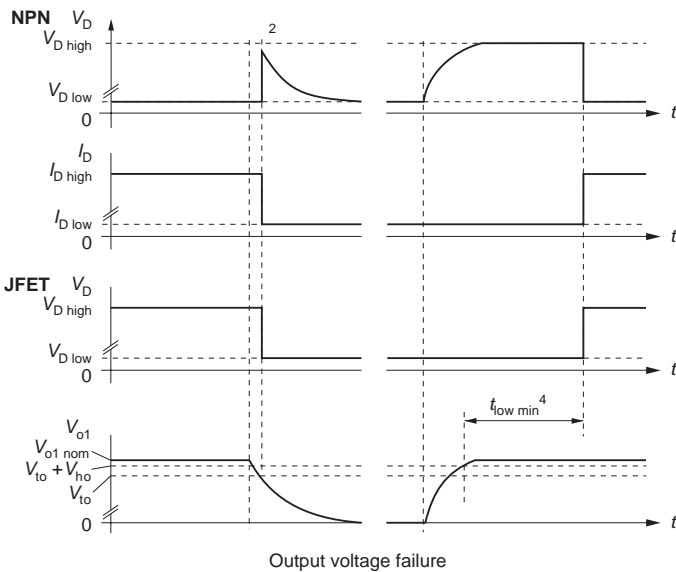 NPN V_D
V_D high
2
V_D low
0
t
I_D
I_D high
I_D low
0
t
JFET V_D
V_D high
V_D low
0
t
t_low min^4
V_o1
V_o1 nom
V_to + V_ho
V_to
0
t
Output voltage failure